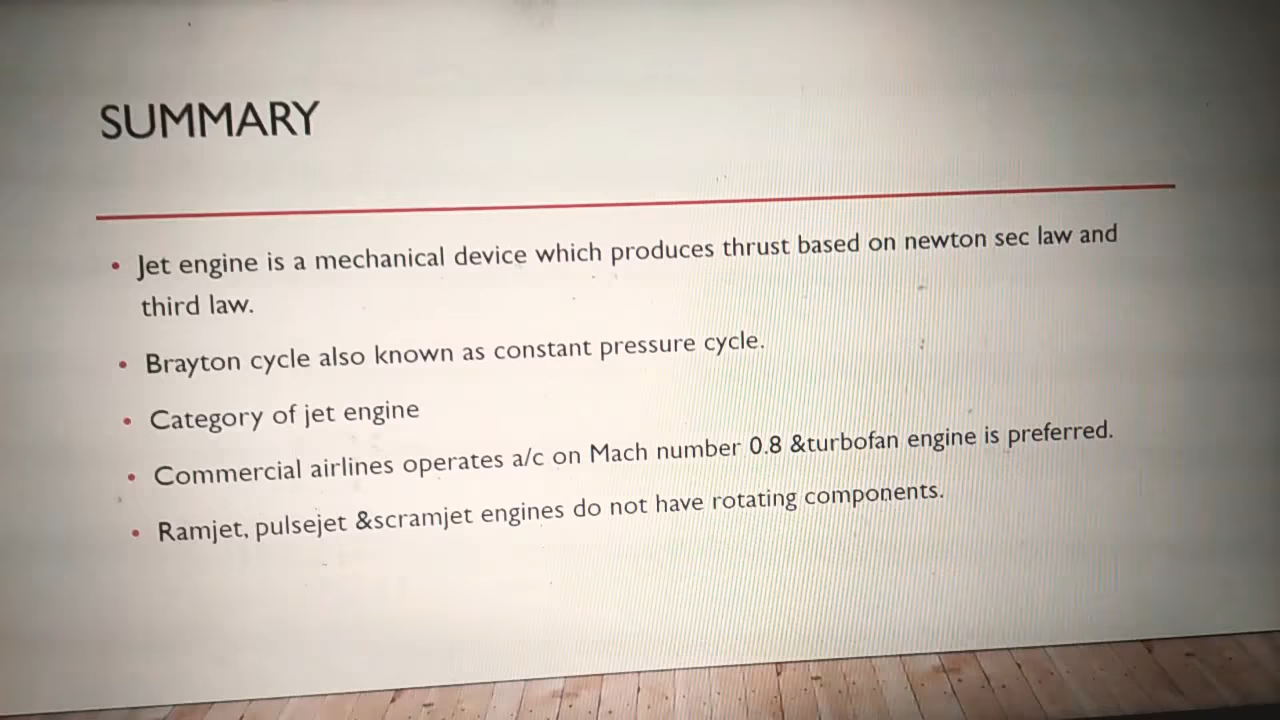 SUMMARY
• Jet engine is a mechanical device which produces thrust based on newton sec law and
third law.
• Brayton cycle also known as constant pressure cycle.
• Category of jet engine
• Commercial airlines operates a/c on Mach number 0.8 &turbofan engine is preferred.
• Ramjet, pulsejet &scramjet engines do not have rotating components.